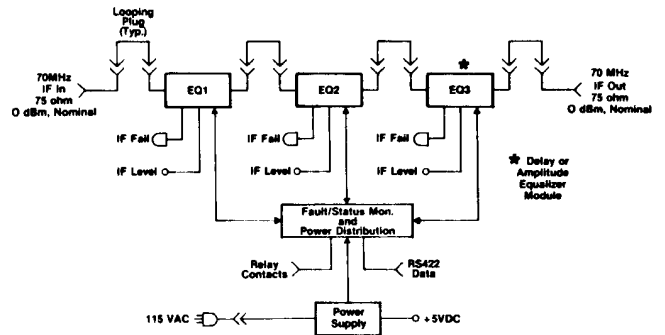 Looping
Plug
(Typ.)
70MHz
IF In
75 ohm
O dBm, Nominal
EQ1
EQ2
*
EQ3
70 MHz
IF Out
75 ohm
O dBm, Nominal
IF Fail
IF Fail
IF Fail
IF Level
IF Level
IF Level
* Delay or
Amplitude
Equalizer
Module
Fault/Status Mon.
and
Power Distribution
Relay
Contacts
RS422
Data
115 VAC
Power
Supply
+5VDC